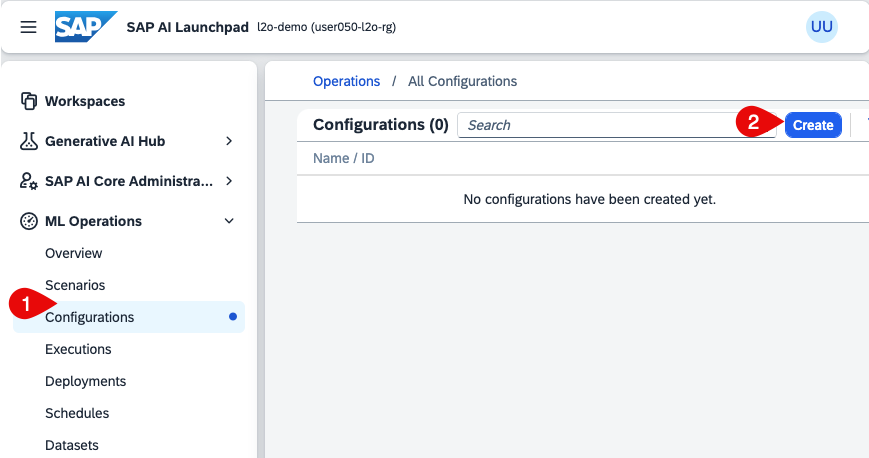 SAP SAP AI Launchpad l2o-demo (user050-l2o-rg) UU
Workspaces
Generative AI Hub
SAP AI Core Administra...
ML Operations
Overview
Scenarios
1
Configurations
Executions
Deployments
Schedules
Datasets
Operations / All Configurations
Configurations (0) Search 2 Create
Name / ID
No configurations have been created yet.